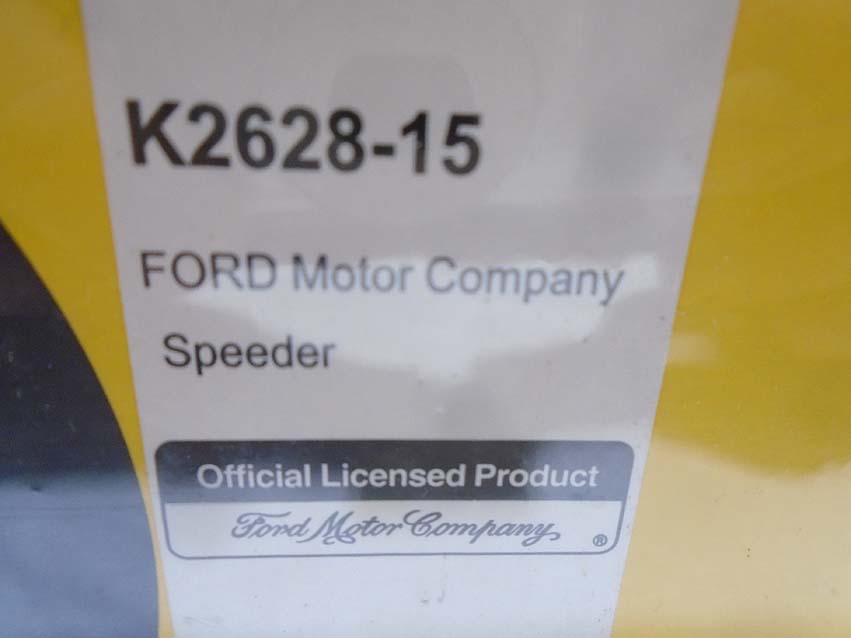 K2628-15
FORD Motor Company
Speeder
Official Licensed Product
Ford Motor Company ®